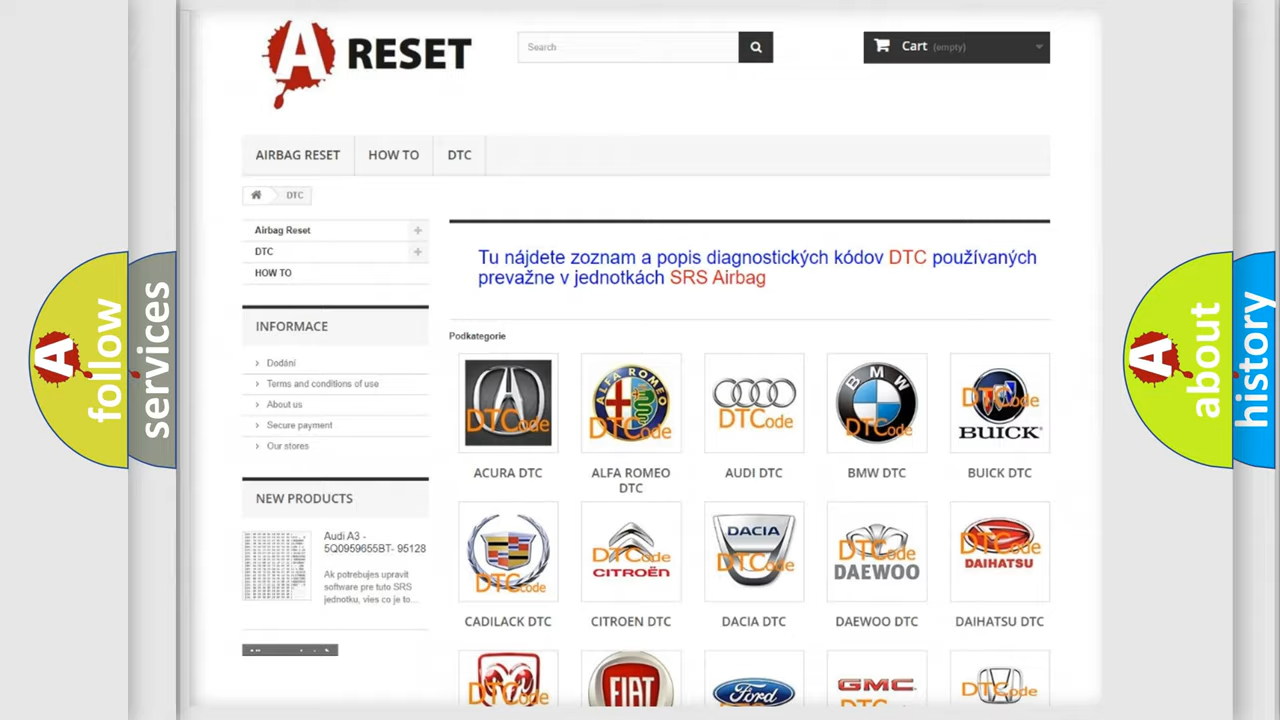 A RESET
Search
Cart (empty)
AIRBAG RESET
HOW TO
DTC
DTC
Airbag Reset
DTC
HOW TO
INFORMACE
Dodání
Terms and conditions of use
About us
Secure payment
Our stores
NEW PRODUCTS
Audi A3 -
5Q0959655BT- 95128
Ak potrebujes upravit
software pre tuto SRS
jednotku, vies co je to...
Tu nájdete zoznam a popis diagnostických kódov DTC používaných
prevažne v jednotkách SRS Airbag
Podkategorie
DTCode
ALFA ROMEO
DTCode
DTCode
BMW
DTCode
DTCode
BUICK
ACURA DTC
ALFA ROMEO
DTC
AUDI DTC
BMW DTC
BUICK DTC
DTCode
DTCode
CITROËN
DACIA
DTCode
DTCode
DAEWOO
DTCode
DAIHATSU
CADILACK DTC
CITROEN DTC
DACIA DTC
DAEWOO DTC
DAIHATSU DTC
DTCode
FIAT
Ford
GMC
DTCode
A follow
services
A about
history